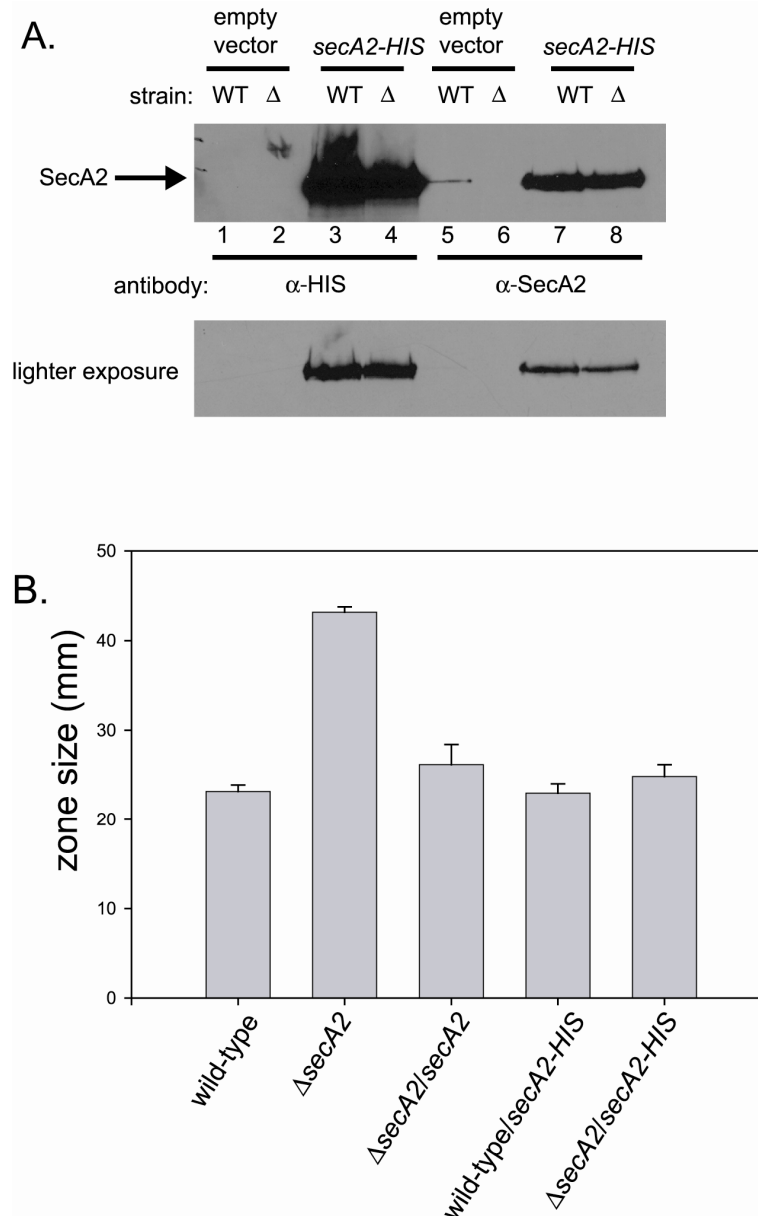 A.
empty vector
secA2-HIS
empty vector
secA2-HIS
strain: WT Δ WT Δ WT Δ WT Δ
SecA2
1 2 3 4 5 6 7 8
antibody: α-HIS α-SecA2
lighter exposure
B.
zone size (mm)
50
40
30
20
10
0
wild-type
ΔsecA2
ΔsecA2/secA2
wild-type/secA2-HIS
ΔsecA2/secA2-HIS